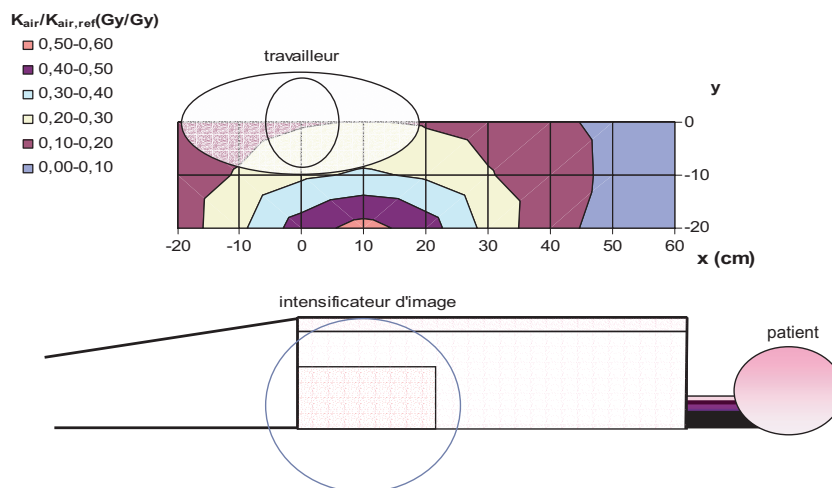 Kair/Kair,ref(Gy/Gy)
0,50-0,60
0,40-0,50
0,30-0,40
0,20-0,30
0,10-0,20
0,00-0,10
travailleur
y
0
-10
-20
-20 -10 0 10 20 30 40 50 60
x (cm)
intensificateur d'image
patient